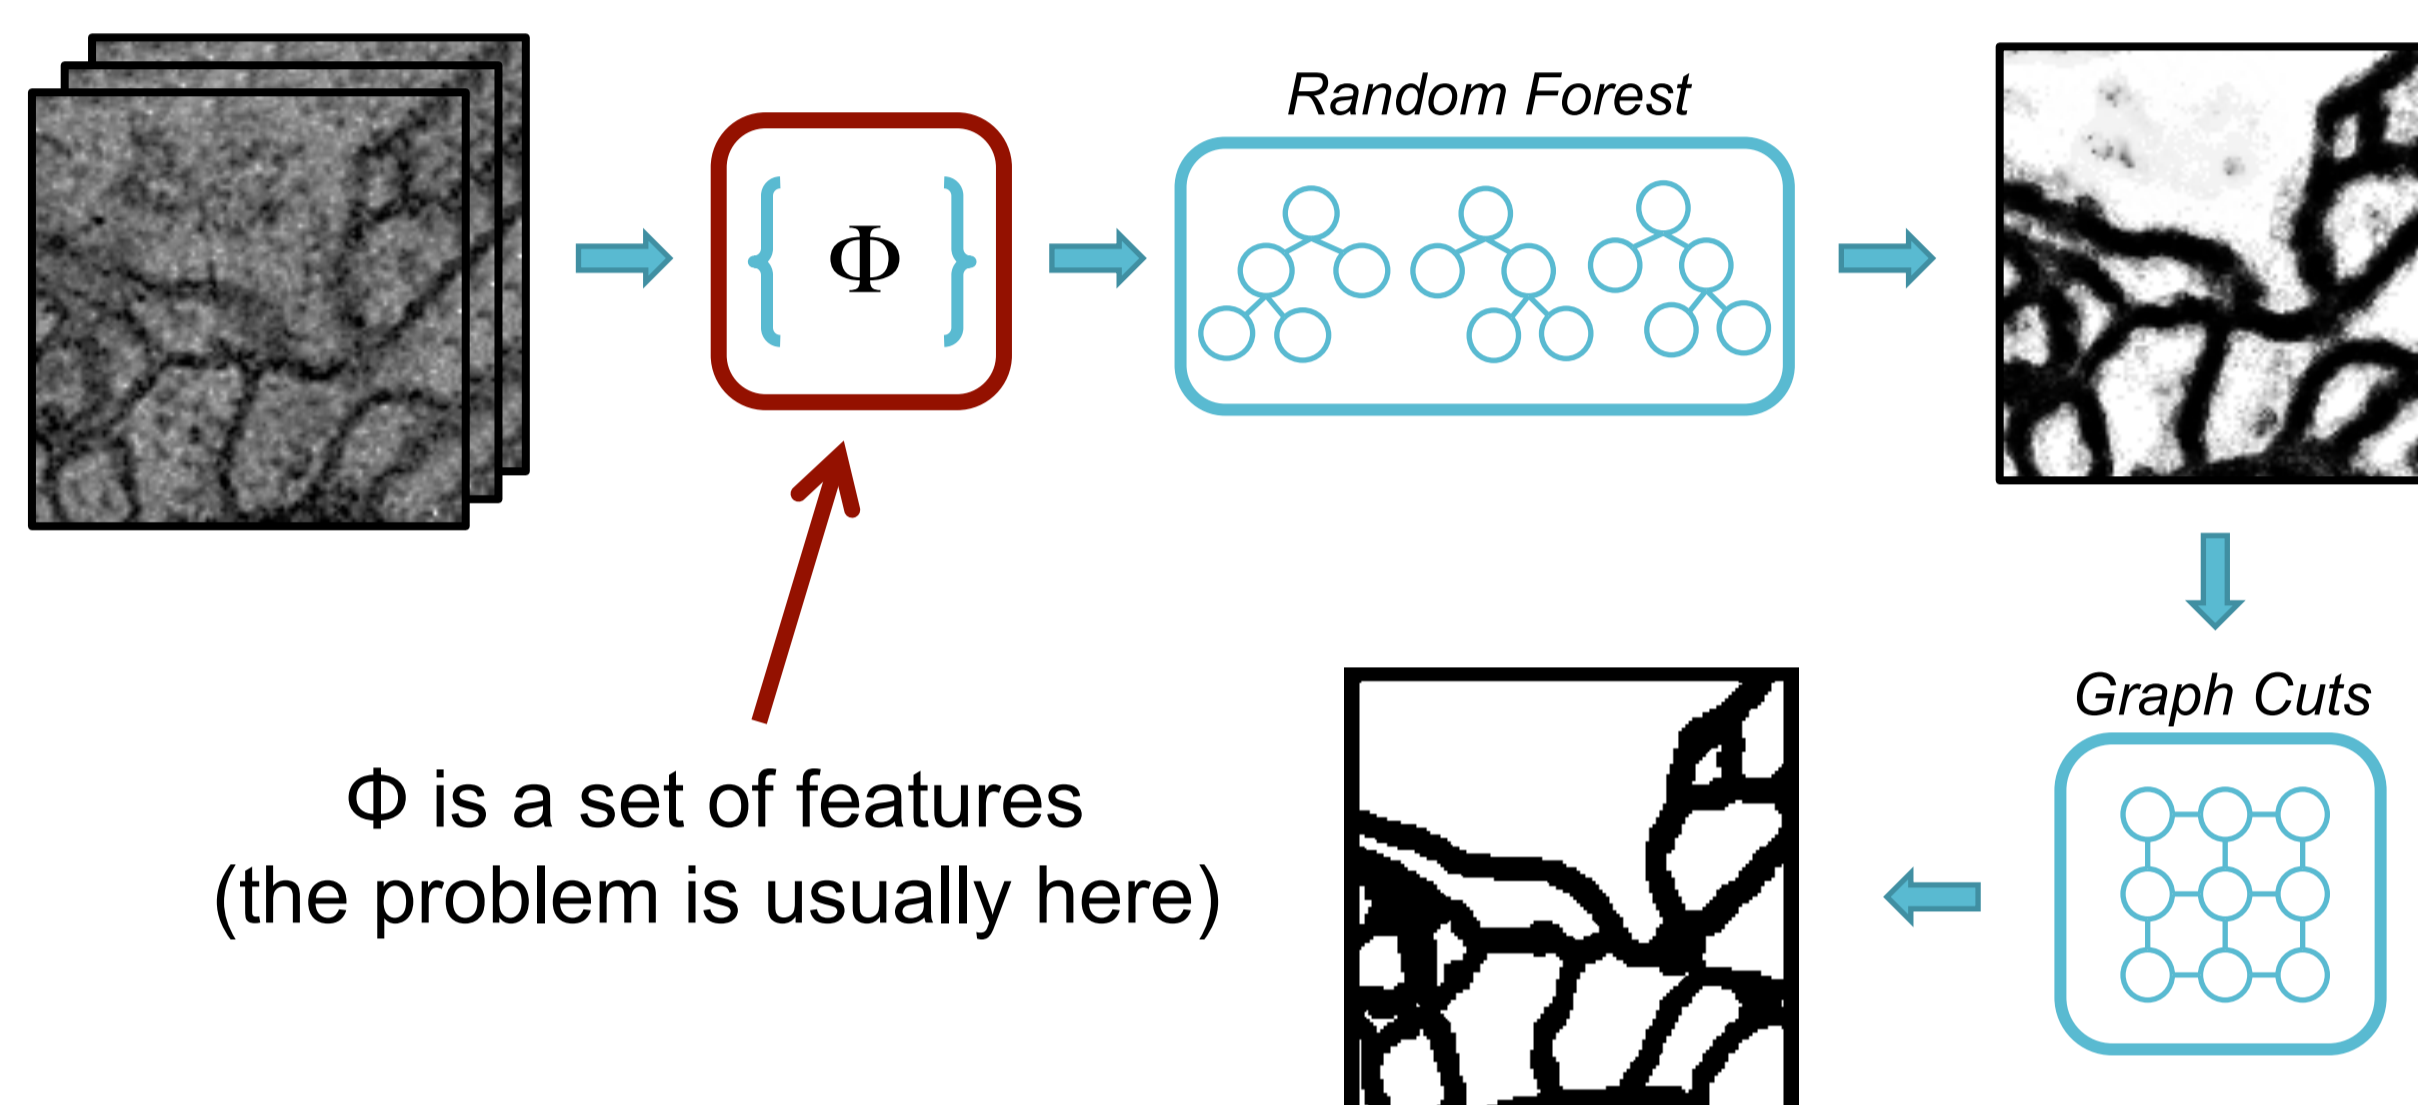 Random Forest
{ Φ }
Graph Cuts
Φ is a set of features
(the problem is usually here)